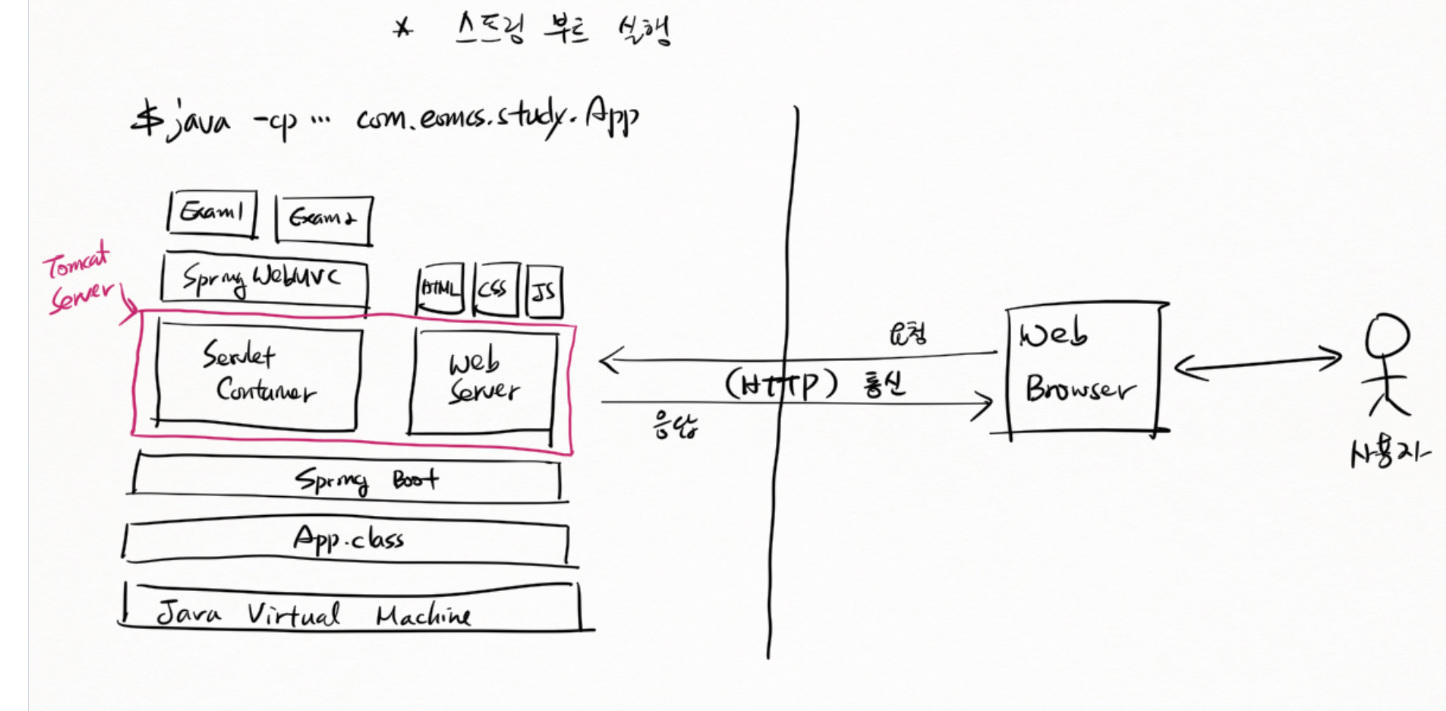 * 스트링 부트 실행
$ java -cp ... com.eomcs.study.App
Exam1
Exam2
Tomcat
Server
Spring WebMVC
HTML
CSS
JS
Servlet
Container
Web
Server
요청
(HTTP) 통신
응답
Web
Browser
사용자
Spring Boot
App.class
Java Virtual Machine